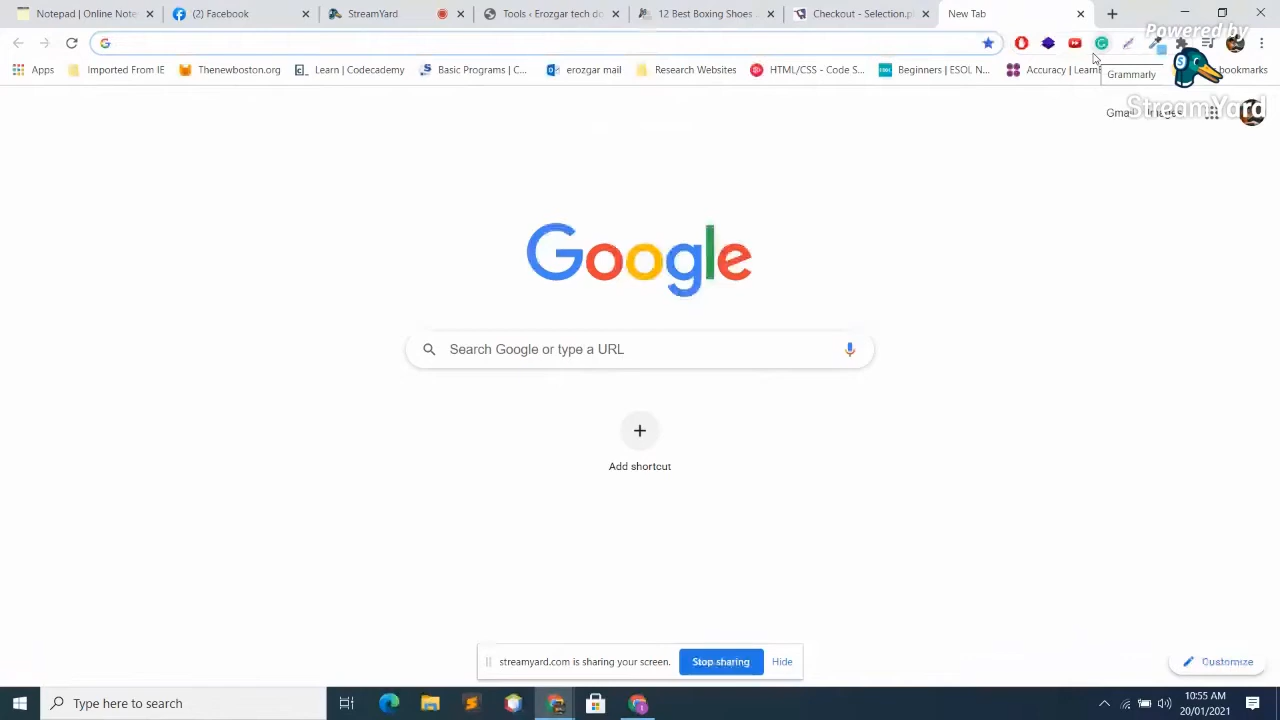 Notepad | Online Note
(2) Facebook
StreamYard
Tools ‹ Erozgar tech do
12 Best Boxing Shoes
Checkout - Selection.pl
New Tab
Powered by
Apps
Imported From IE
Thenewboston.org
Learn | Codecademy
Basic Programs | C...
erozgar mail
Research Websites
HTML/CSS - Code S...
Beginners | ESOL N...
Accuracy | Learne
Grammarly
bookmarks
StreamYard
Gmail
Images
Google
Search Google or type a URL
Add shortcut
streamyard.com is sharing your screen.
Stop sharing
Hide
Customize
Type here to search
10:55 AM
20/01/2021